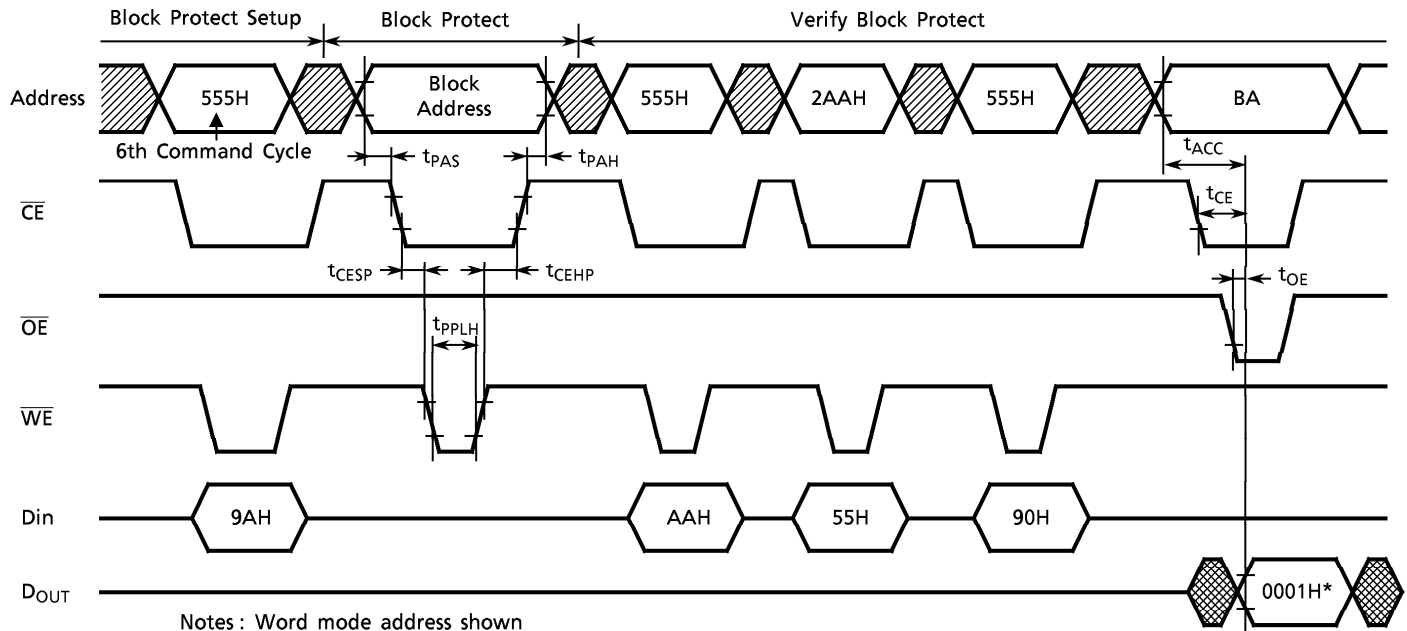 Block Protect Setup
Block Protect
Verify Block Protect
Address
555H
Block
Address
555H
2AAH
555H
BA
6th Command Cycle
tPAS
tPAH
tACC
CE
tCE
tCESP
tCEHP
tOE
OE
tPPLH
WE
Din
9AH
AAH
55H
90H
DOUT
0001H*
Notes : Word mode address shown